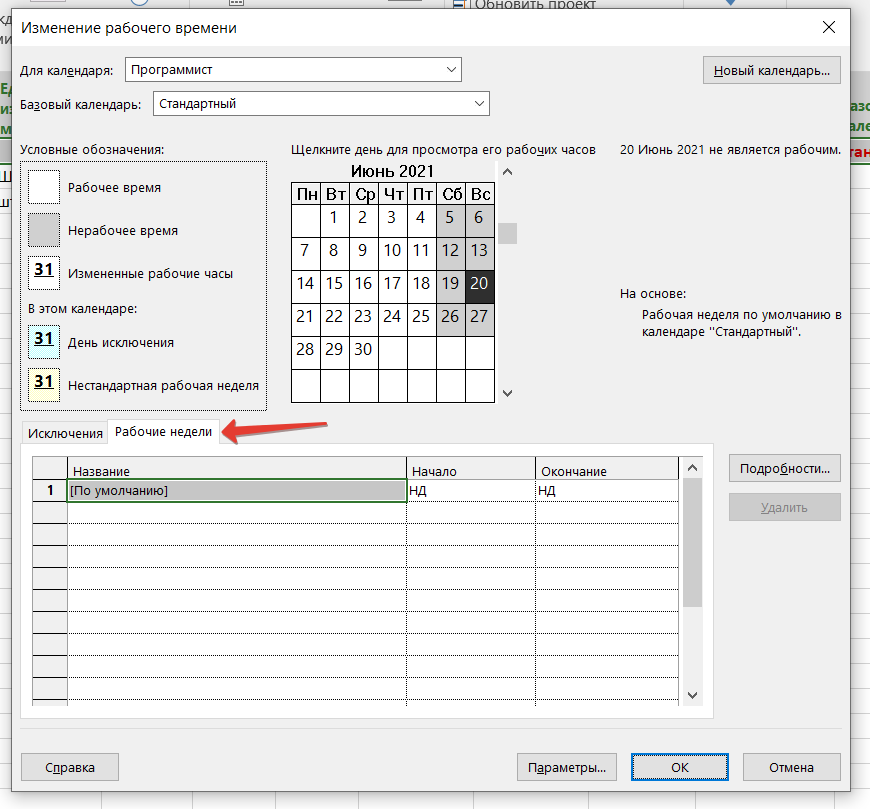 Обновить проект
Изменение рабочего времени
Для календаря: Программист
Новый календарь...
Базовый календарь: Стандартный
Условные обозначения:
Щелкните день для просмотра его рабочих часов
20 Июнь 2021 не является рабочим.
Рабочее время
Нерабочее время
31 Измененные рабочие часы
В этом календаре:
31 День исключения
31 Нестандартная рабочая неделя
Июнь 2021
Пн Вт Ср Чт Пт Сб Вс
1 2 3 4 5 6
7 8 9 10 11 12 13
14 15 16 17 18 19 20
21 22 23 24 25 26 27
28 29 30
На основе:
Рабочая неделя по умолчанию в
календаре "Стандартный".
Исключения Рабочие недели
Название Начало Окончание
1 [По умолчанию] НД НД
Подробности...
Удалить
Справка
Параметры...
ОК
Отмена